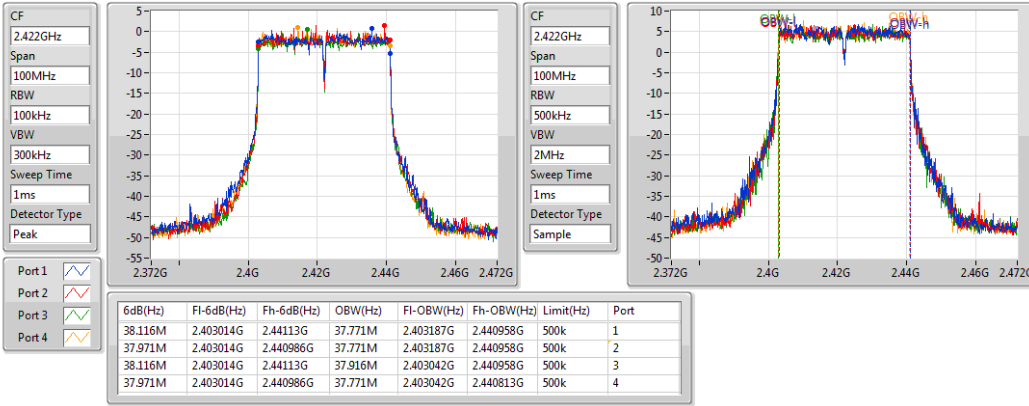 CF
2.422GHz
Span
100MHz
RBW
100kHz
VBW
300kHz
Sweep Time
1ms
Detector Type
Peak
5
0
-5
-10
-15
-20
-25
-30
-35
-40
-45
-50
-55
2.372G 2.4G 2.42G 2.44G 2.46G 2.472G
CF
2.422GHz
Span
100MHz
RBW
500kHz
VBW
2MHz
Sweep Time
1ms
Detector Type
Sample
10
5
0
-5
-10
-15
-20
-25
-30
-35
-40
-45
-50
OBW-l OBW-h
2.372G 2.4G 2.42G 2.44G 2.46G 2.472G
Port 1
Port 2
Port 3
Port 4
6dB(Hz) Fl-6dB(Hz) Fh-6dB(Hz) OBW(Hz) Fl-OBW(Hz) Fh-OBW(Hz) Limit(Hz) Port
38.116M 2.403014G 2.44113G 37.771M 2.403187G 2.440958G 500k 1
37.971M 2.403014G 2.440986G 37.771M 2.403187G 2.440958G 500k 2
38.116M 2.403014G 2.44113G 37.916M 2.403042G 2.440958G 500k 3
37.971M 2.403014G 2.440986G 37.771M 2.403042G 2.440813G 500k 4